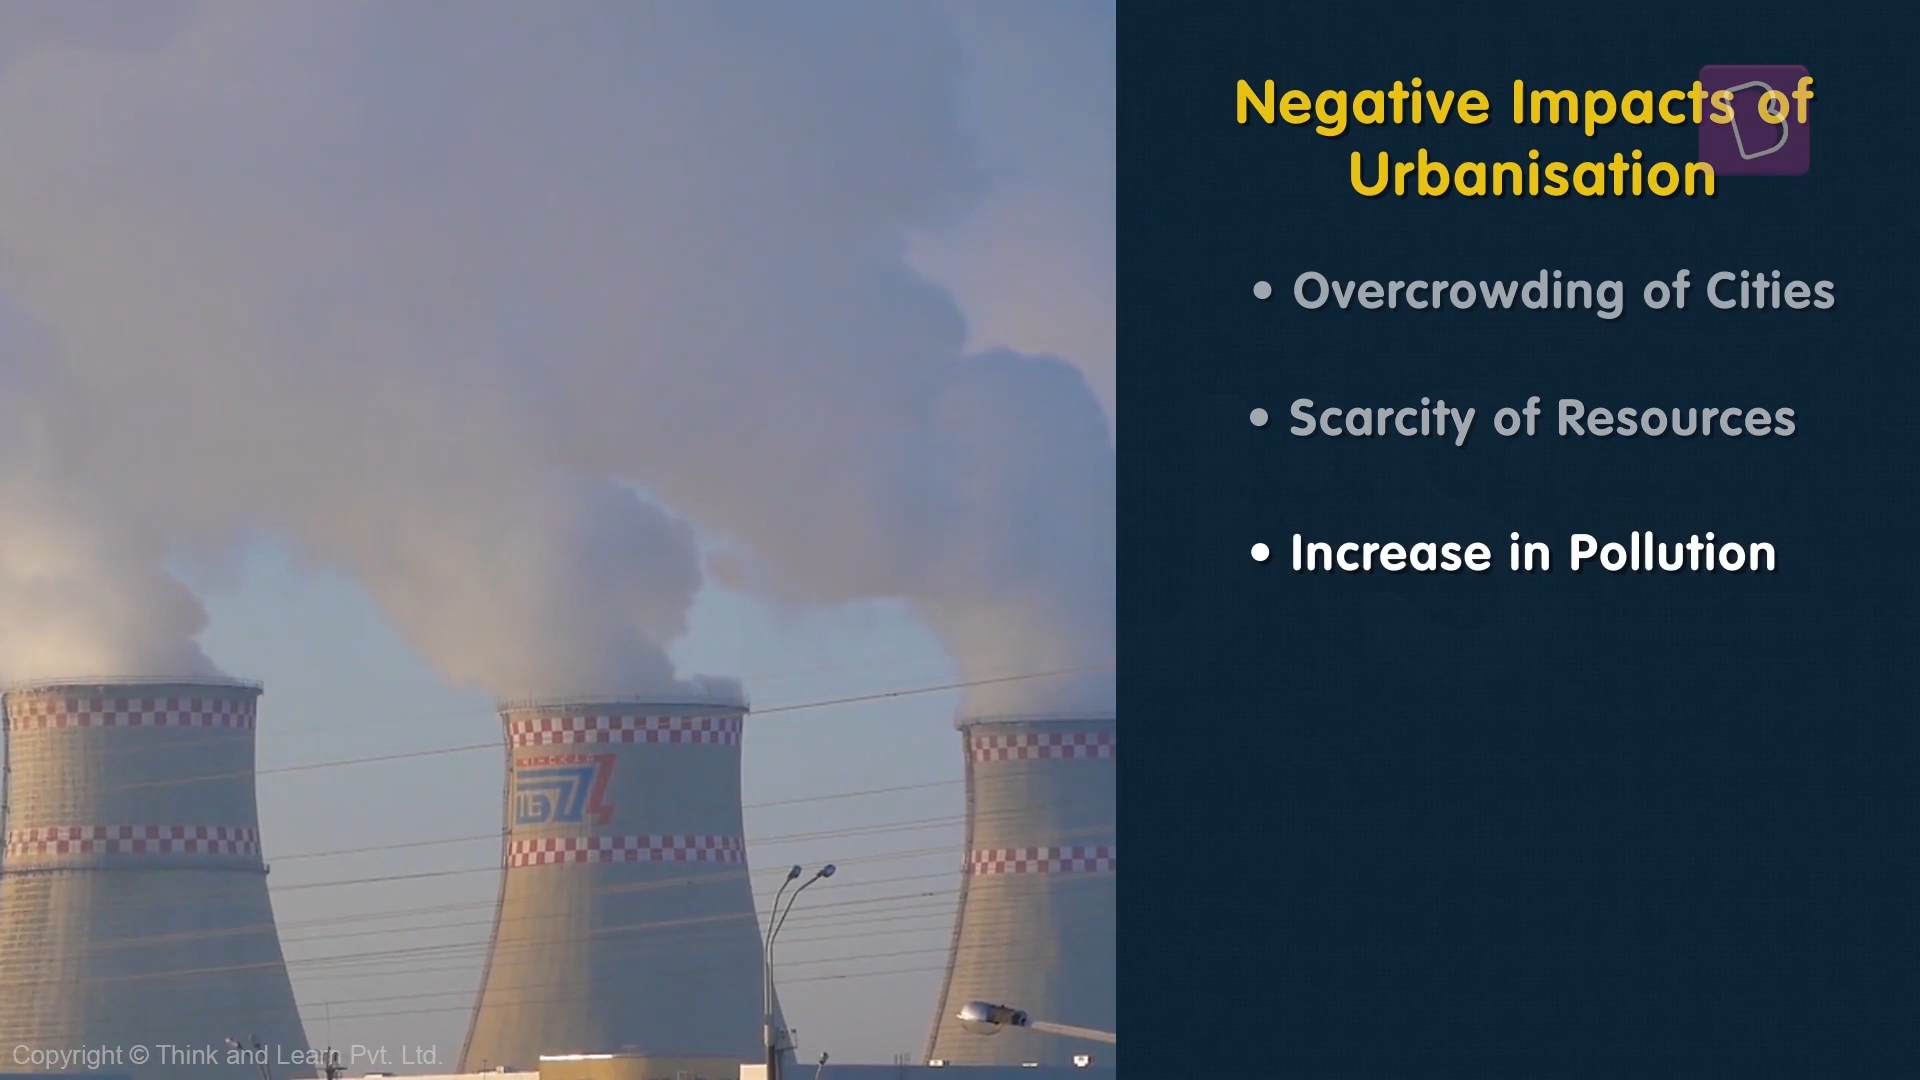 Negative Impacts of
Urbanisation
• Overcrowding of Cities
• Scarcity of Resources
• Increase in Pollution
Copyright © Think and Learn Pvt. Ltd.